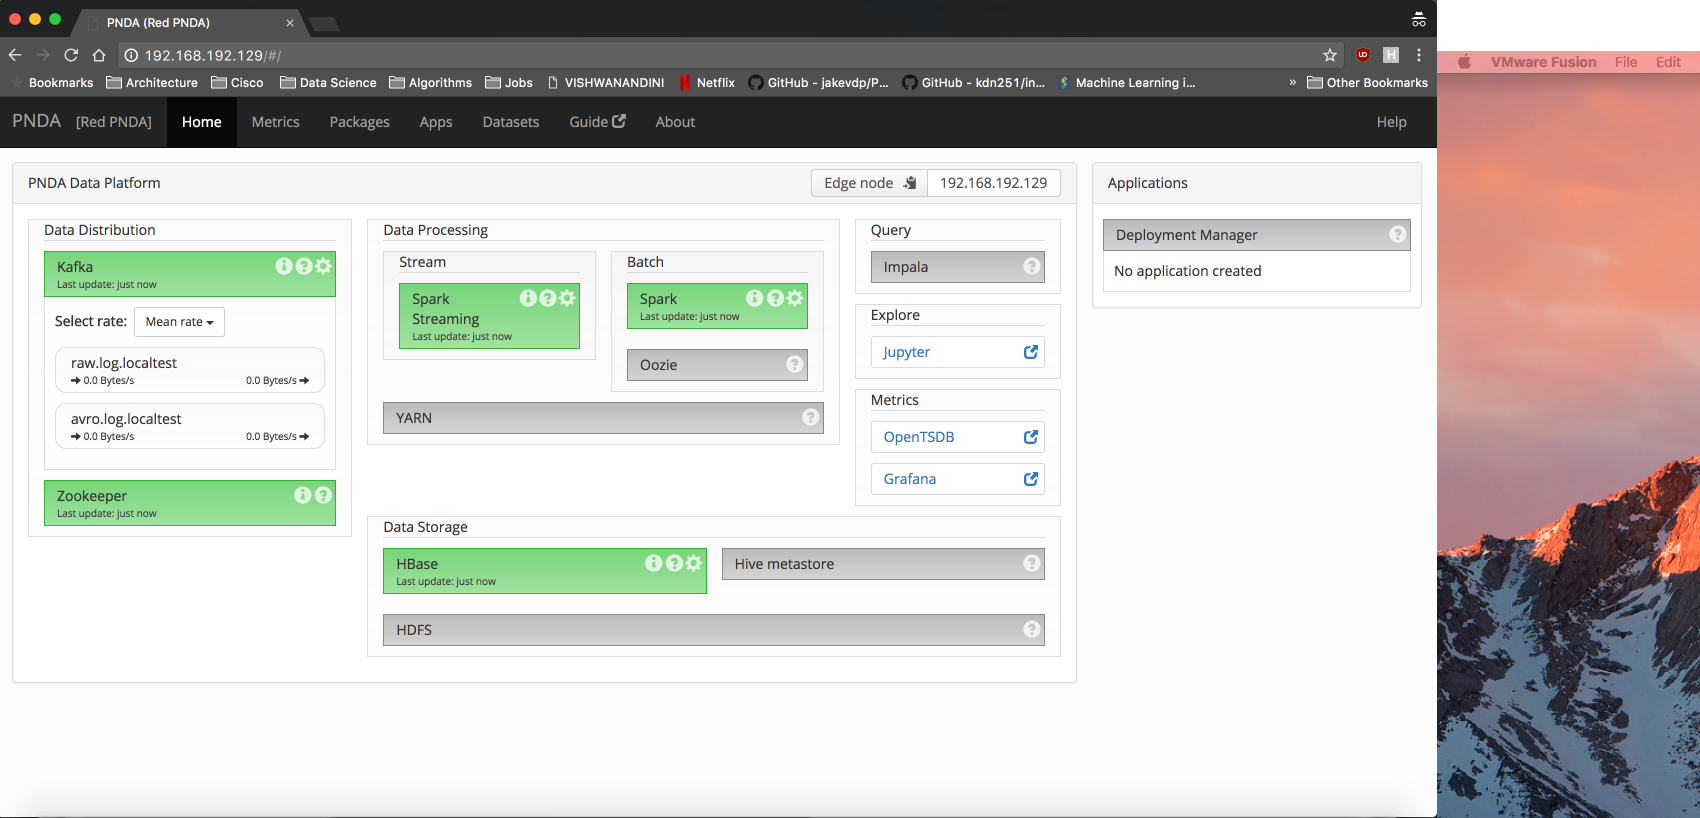 PNDA (Red PNDA)
192.168.192.129/#/
Bookmarks Architecture Cisco Data Science Algorithms Jobs VISHWANANDINI Netflix GitHub - jakevdp/P... GitHub - kdn251/in... Machine Learning i... » Other Bookmarks
VMware Fusion File Edit
PNDA [Red PNDA] Home Metrics Packages Apps Datasets Guide About Help
PNDA Data Platform
Edge node 192.168.192.129
Data Distribution
Kafka
Last update: just now
Select rate: Mean rate
raw.log.localtest
0.0 Bytes/s 0.0 Bytes/s
avro.log.localtest
0.0 Bytes/s 0.0 Bytes/s
Zookeeper
Last update: just now
Data Processing
Stream
Spark
Streaming
Last update: just now
Batch
Spark
Last update: just now
Oozie
YARN
Query
Impala
Explore
Jupyter
Metrics
OpenTSDB
Grafana
Data Storage
HBase
Last update: just now
Hive metastore
HDFS
Applications
Deployment Manager
No application created